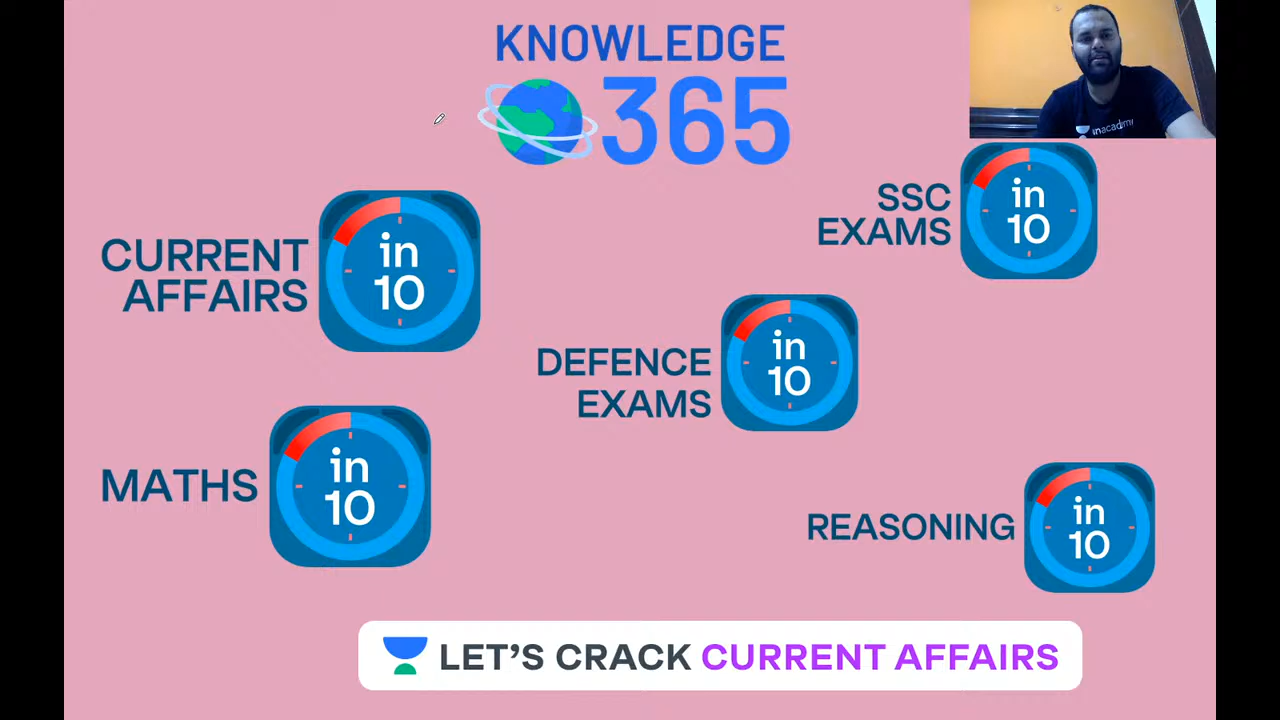 KNOWLEDGE
365
unacademy
SSC
EXAMS
in
10
CURRENT
AFFAIRS
in
10
DEFENCE
EXAMS
in
10
MATHS
in
10
REASONING
in
10
LET'S CRACK CURRENT AFFAIRS